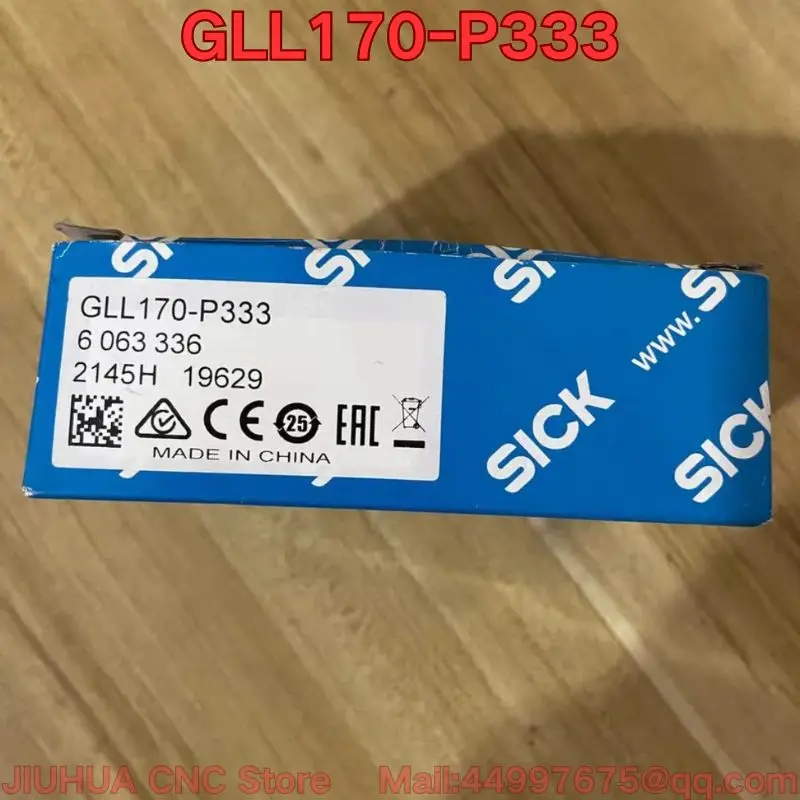 GLL170-P333
GLL170-P333
6 063 336
2145H 19629
CE 25 EAC
MADE IN CHINA
SICK
www.SI
SICK
JIUHUA CNC Store Mail:44997675@qq.com